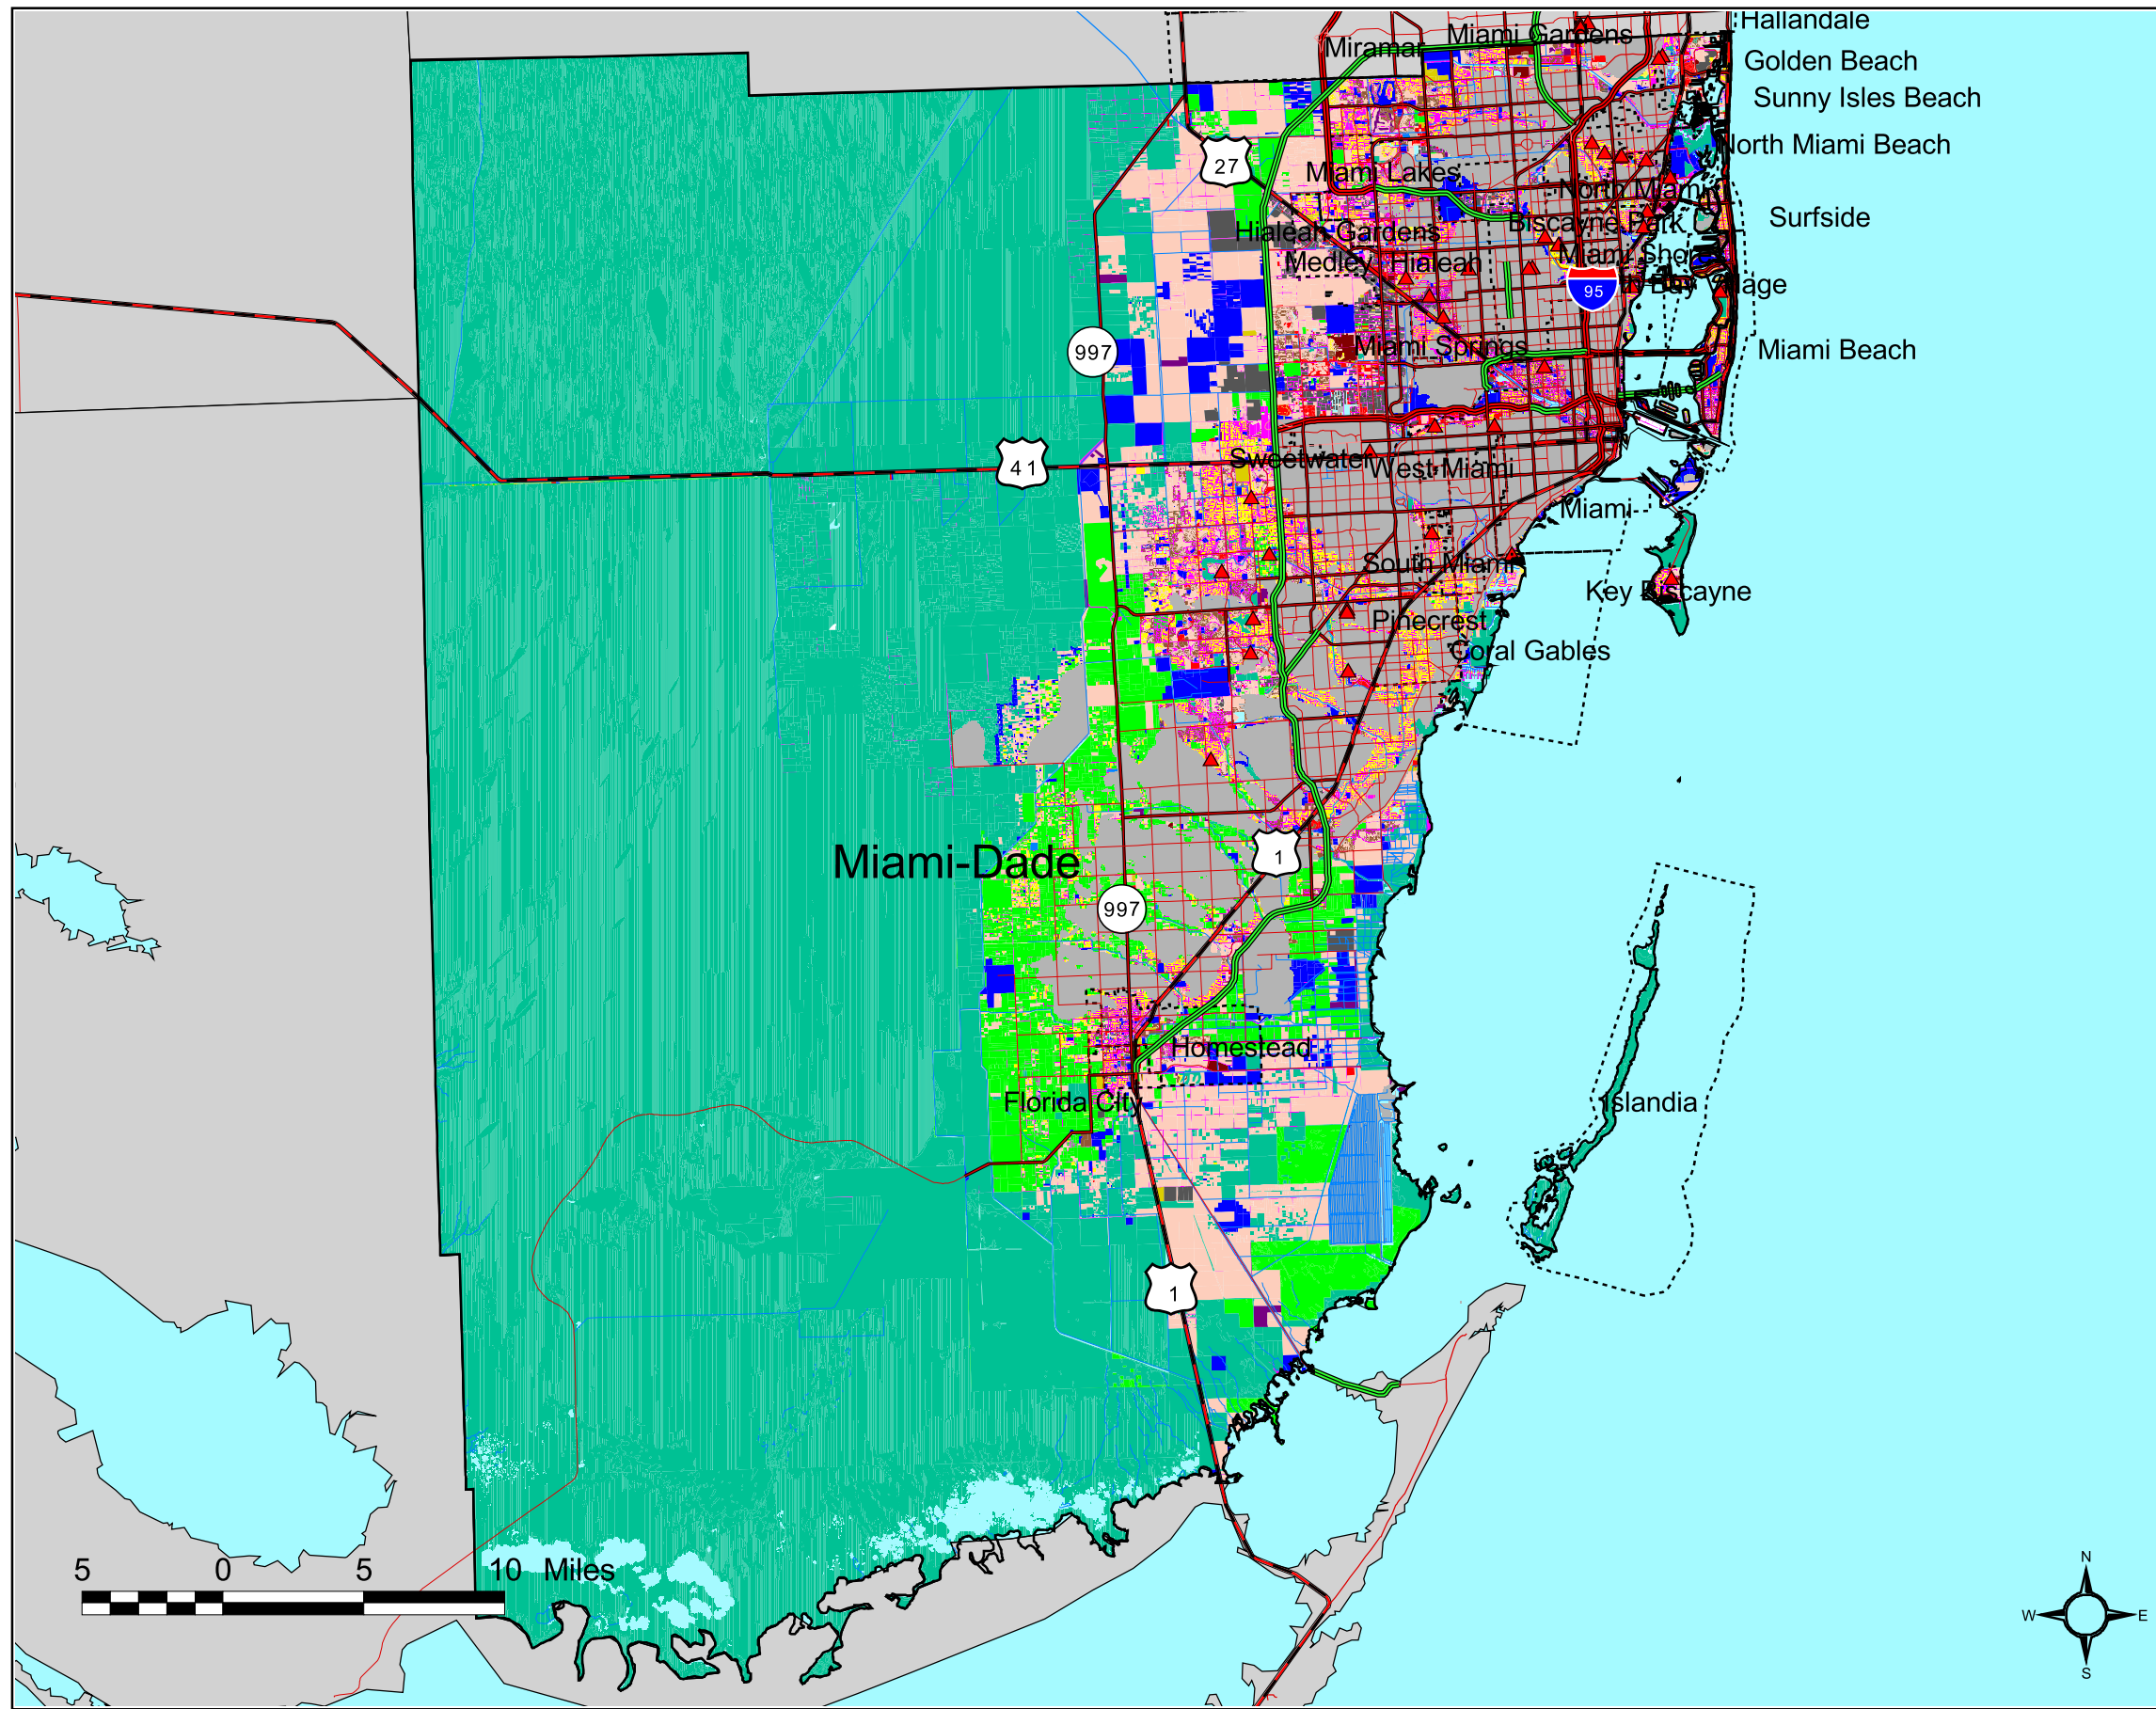 Hallandale
Miami Gardens
Miramar
Golden Beach
Sunny Isles Beach
North Miami Beach
27
Miami Lakes
North Miami
Surfside
Biscayne Park
Hialeah Gardens
Miami Shores
Medley
Hialeah
95
Miami Springs
997
Miami Beach
41
Sweetwater
West Miami
Miami
South Miami
Key Biscayne
Pinecrest
Coral Gables
Miami-Dade
1
997
Homestead
Florida City
Islandia
1
5 0 5 10 Miles
N
W E
S